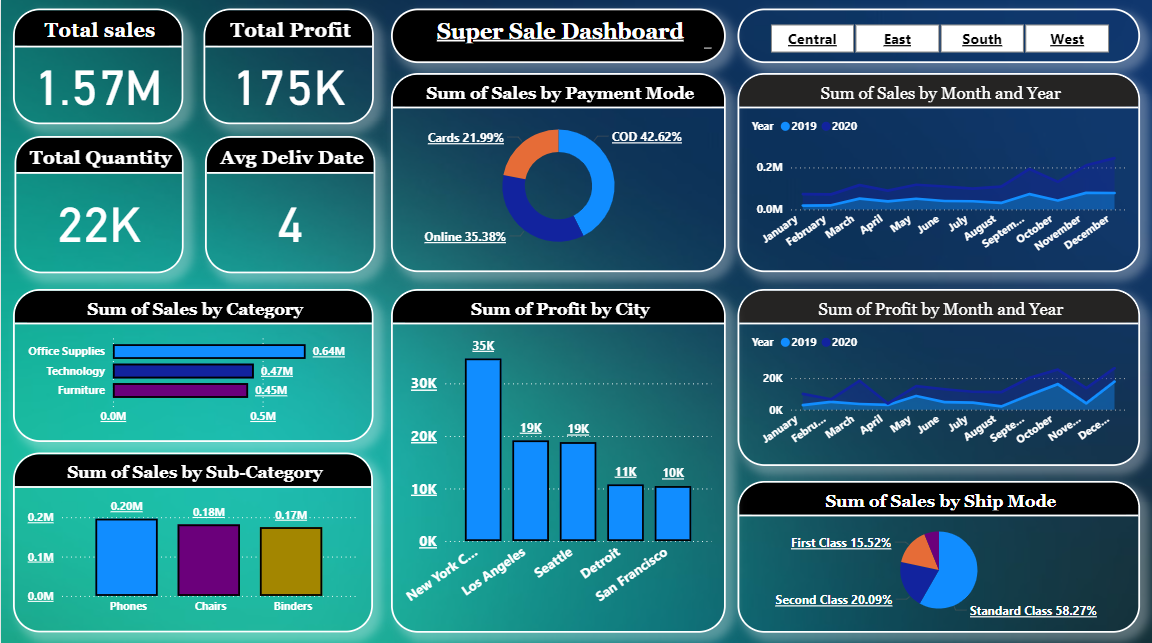 Total sales
1.57M
Total Profit
175K
Super Sale Dashboard
Central East South West
Total Quantity
22K
Avg Deliv Date
4
Sum of Sales by Payment Mode
Cards 21.99%
COD 42.62%
Online 35.38%
Sum of Sales by Month and Year
Year 2019 2020
0.2M
0.0M
January February March April May June July August Septem... October November December
Sum of Sales by Category
Office Supplies 0.64M
Technology 0.47M
Furniture 0.45M
0.0M 0.5M
Sum of Sales by Sub-Category
0.2M
0.1M
0.0M
0.20M 0.18M 0.17M
Phones Chairs Binders
Sum of Profit by City
30K
20K
10K
0K
35K 19K 19K 11K 10K
New York C... Los Angeles Seattle Detroit San Francisco
Sum of Profit by Month and Year
Year 2019 2020
20K
0K
January Febru... March April May June July August Septe... October Nove... Dece...
Sum of Sales by Ship Mode
First Class 15.52%
Second Class 20.09%
Standard Class 58.27%